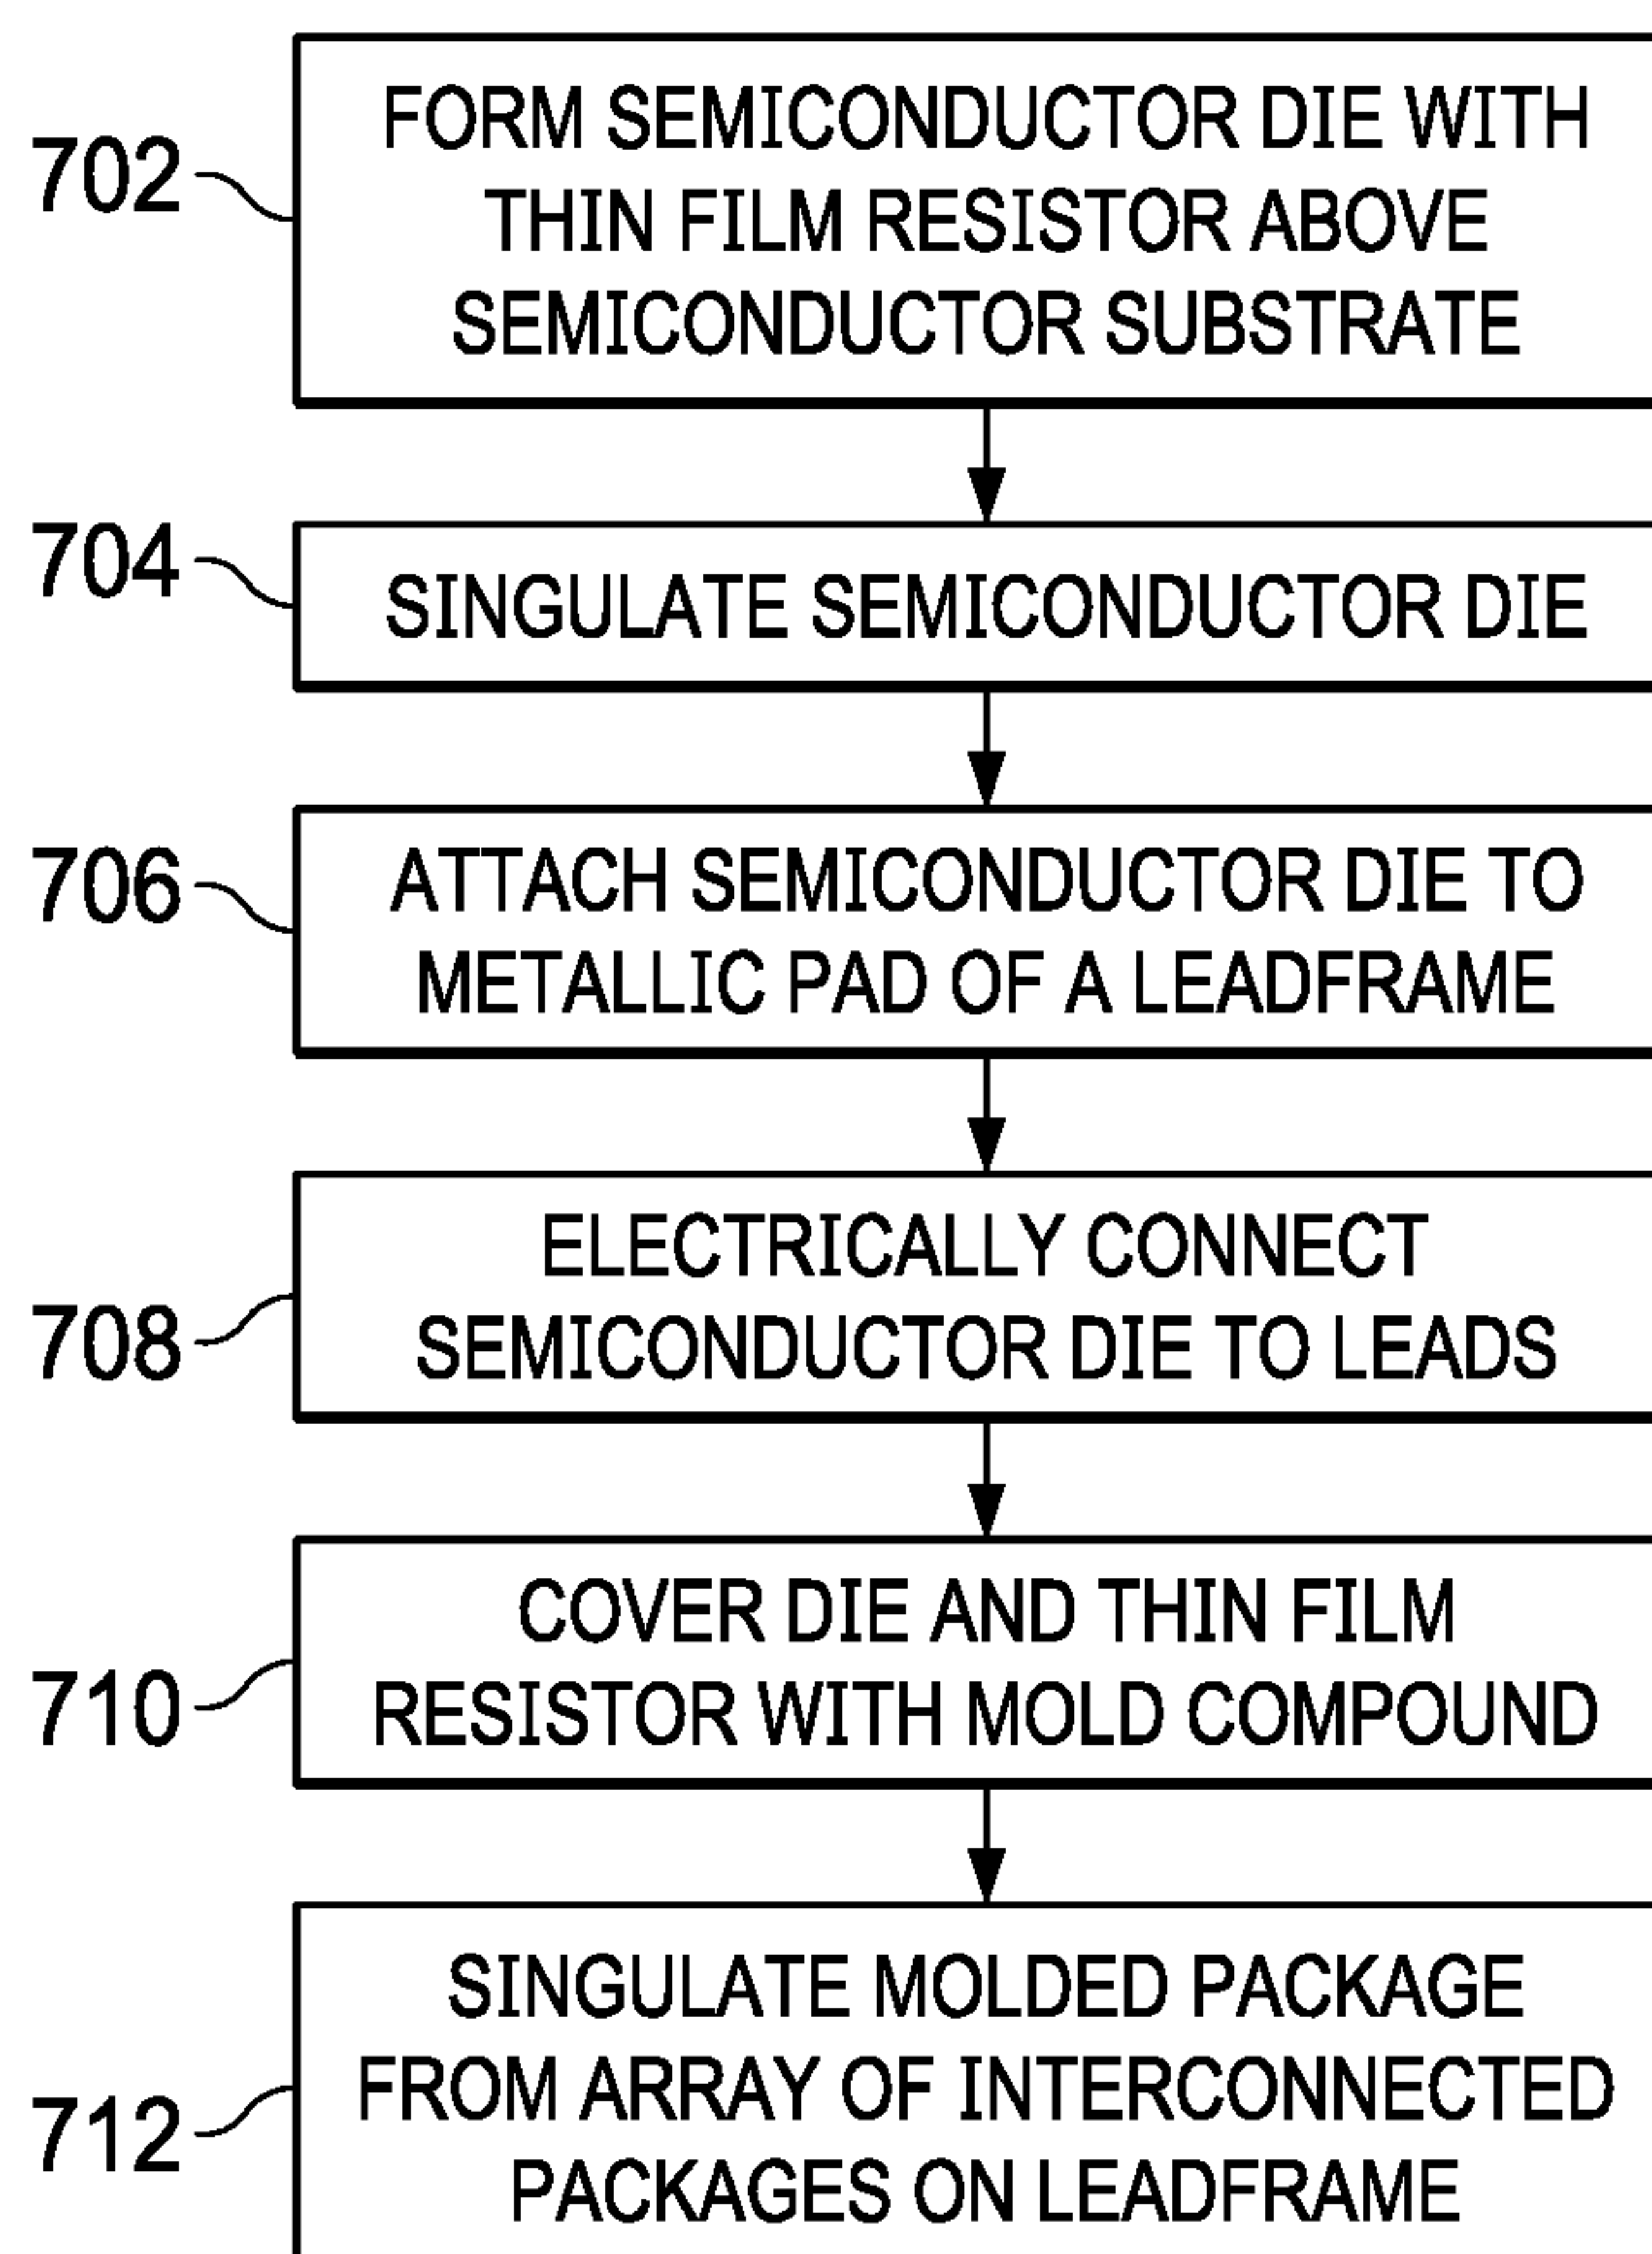 702
FORM SEMICONDUCTOR DIE WITH
THIN FILM RESISTOR ABOVE
SEMICONDUCTOR SUBSTRATE
704
SINGULATE SEMICONDUCTOR DIE
706
ATTACH SEMICONDUCTOR DIE TO
METALLIC PAD OF A LEADFRAME
708
ELECTRICALLY CONNECT
SEMICONDUCTOR DIE TO LEADS
710
COVER DIE AND THIN FILM
RESISTOR WITH MOLD COMPOUND
712
SINGULATE MOLDED PACKAGE
FROM ARRAY OF INTERCONNECTED
PACKAGES ON LEADFRAME